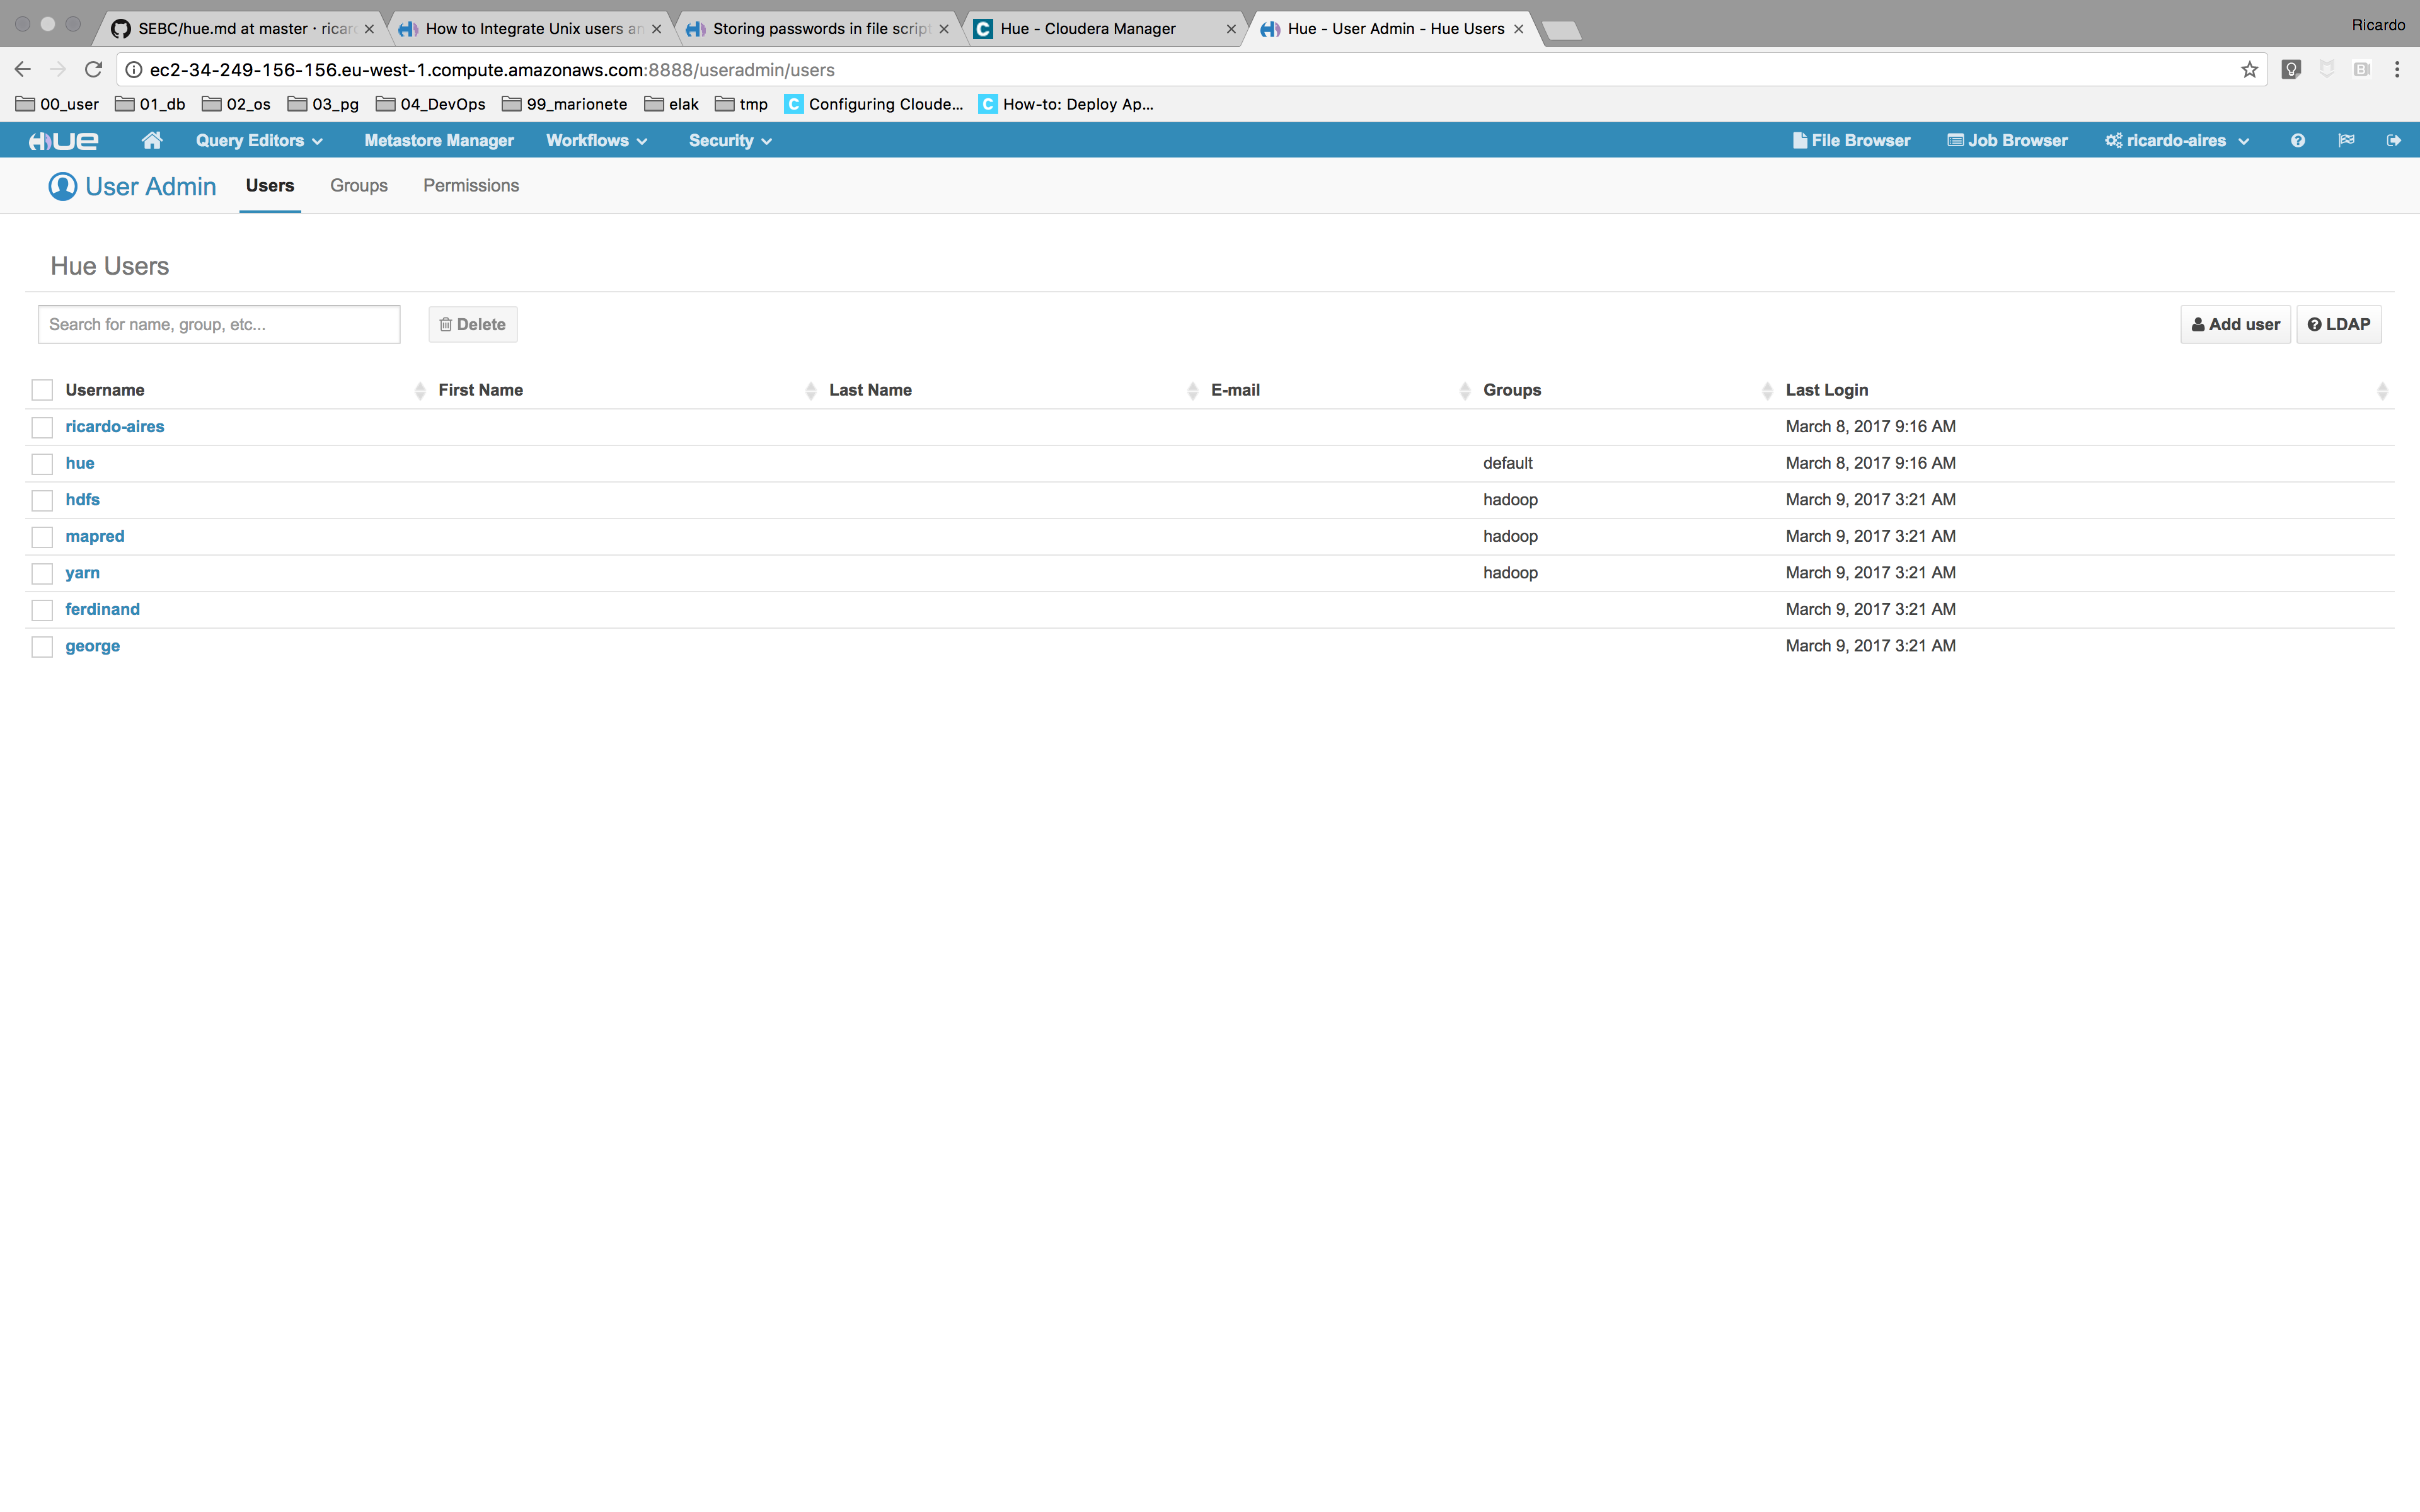 SEBC/hue.md at master · ricar
How to Integrate Unix users an
Storing passwords in file script
Hue - Cloudera Manager
Hue - User Admin - Hue Users
Ricardo
ec2-34-249-156-156.eu-west-1.compute.amazonaws.com:8888/useradmin/users
00_user 01_db 02_os 03_pg 04_DevOps 99_marionete elak tmp Configuring Cloude... How-to: Deploy Ap...
HUE Query Editors Metastore Manager Workflows Security File Browser Job Browser ricardo-aires
User Admin Users Groups Permissions
Hue Users
Search for name, group, etc... Delete Add user LDAP
Username First Name Last Name E-mail Groups Last Login
ricardo-aires March 8, 2017 9:16 AM
hue default March 8, 2017 9:16 AM
hdfs hadoop March 9, 2017 3:21 AM
mapred hadoop March 9, 2017 3:21 AM
yarn hadoop March 9, 2017 3:21 AM
ferdinand March 9, 2017 3:21 AM
george March 9, 2017 3:21 AM